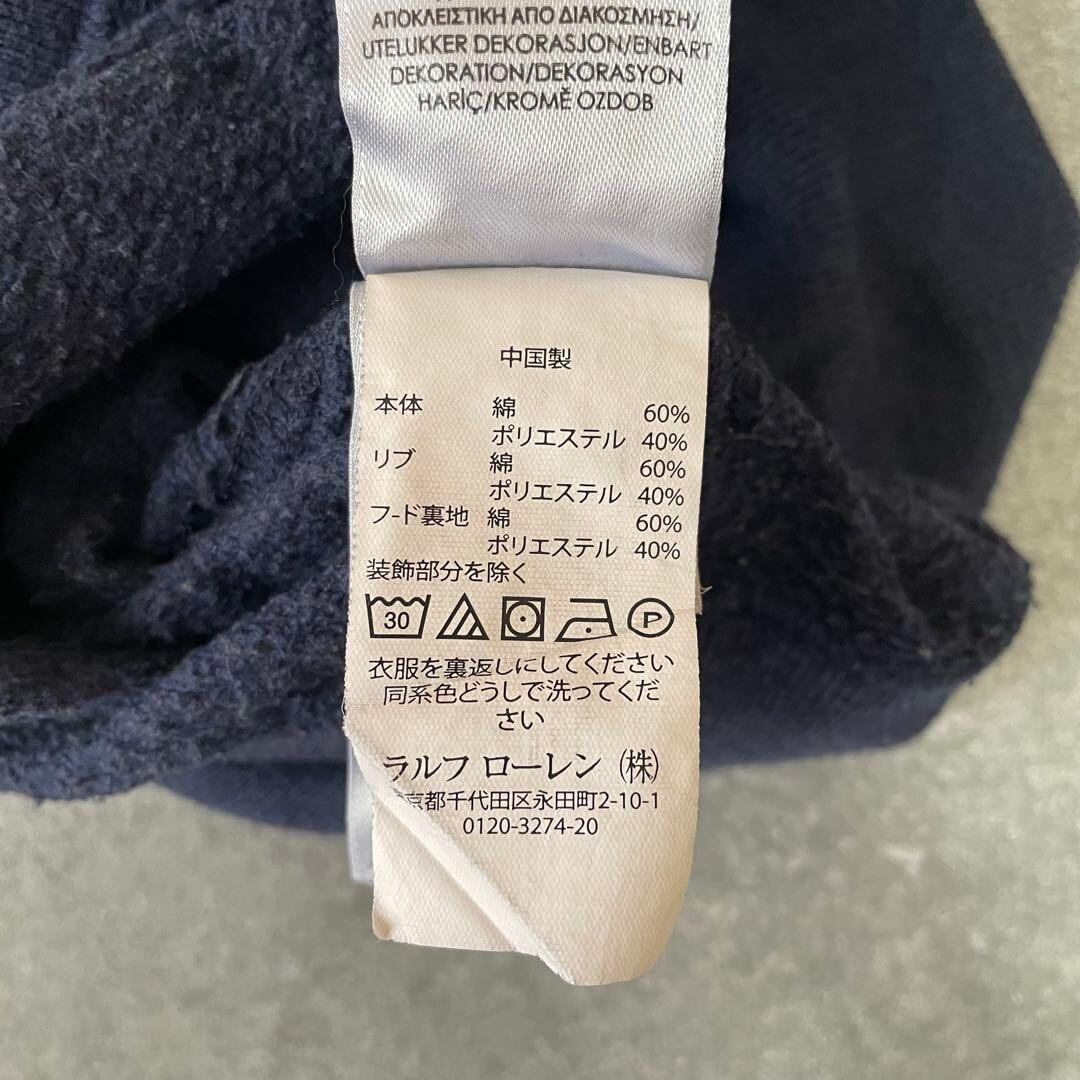 ΑΠΟΚΛΕΙΣΤΙΚΗ ΑΠΟ ΔΙΑΚΟΣΜΗΣΗ/
UTELUKKER DEKORASJON/ENBART
DEKORATION/DEKORASYON
HARİÇ/KROMĚ OZDOB
中国製
本体 綿 60%
ポリエステル 40%
リブ 綿 60%
ポリエステル 40%
フ-ド裏地 綿 60%
ポリエステル 40%
装飾部分を除く
30 P
衣服を裏返しにしてください
同系色どうしで洗ってくだ
さい
ラルフ ローレン (株)
京都千代田区永田町2-10-1
0120-3274-20